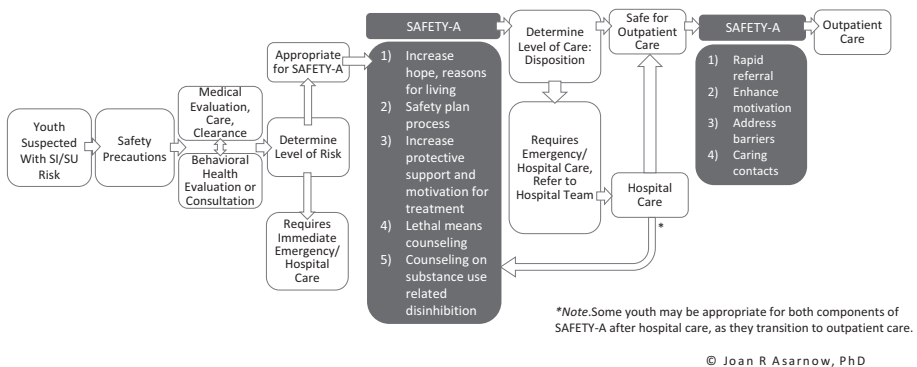 Youth
Suspected
With SI/SU
Risk
Safety
Precautions
Medical
Evaluation,
Care,
Clearance
Behavioral
Health
Evaluation or
Consultation
Appropriate
for SAFETY-A
Determine
Level of Risk
Requires
Immediate
Emergency/
Hospital
Care
SAFETY-A
1) Increase
hope, reasons
for living
2) Safety plan
process
3) Increase
protective
support and
motivation for
treatment
4) Lethal means
counseling
5) Counseling on
substance use
related
disinhibition
Determine
Level of Care:
Disposition
Requires
Emergency/
Hospital Care,
Refer to
Hospital Team
Safe for
Outpatient
Care
Hospital
Care
*
SAFETY-A
1) Rapid
referral
2) Enhance
motivation
3) Address
barriers
4) Caring
contacts
Outpatient
Care
*Note.Some youth may be appropriate for both components of
SAFETY-A after hospital care, as they transition to outpatient care.
© Joan R Asarnow, PhD